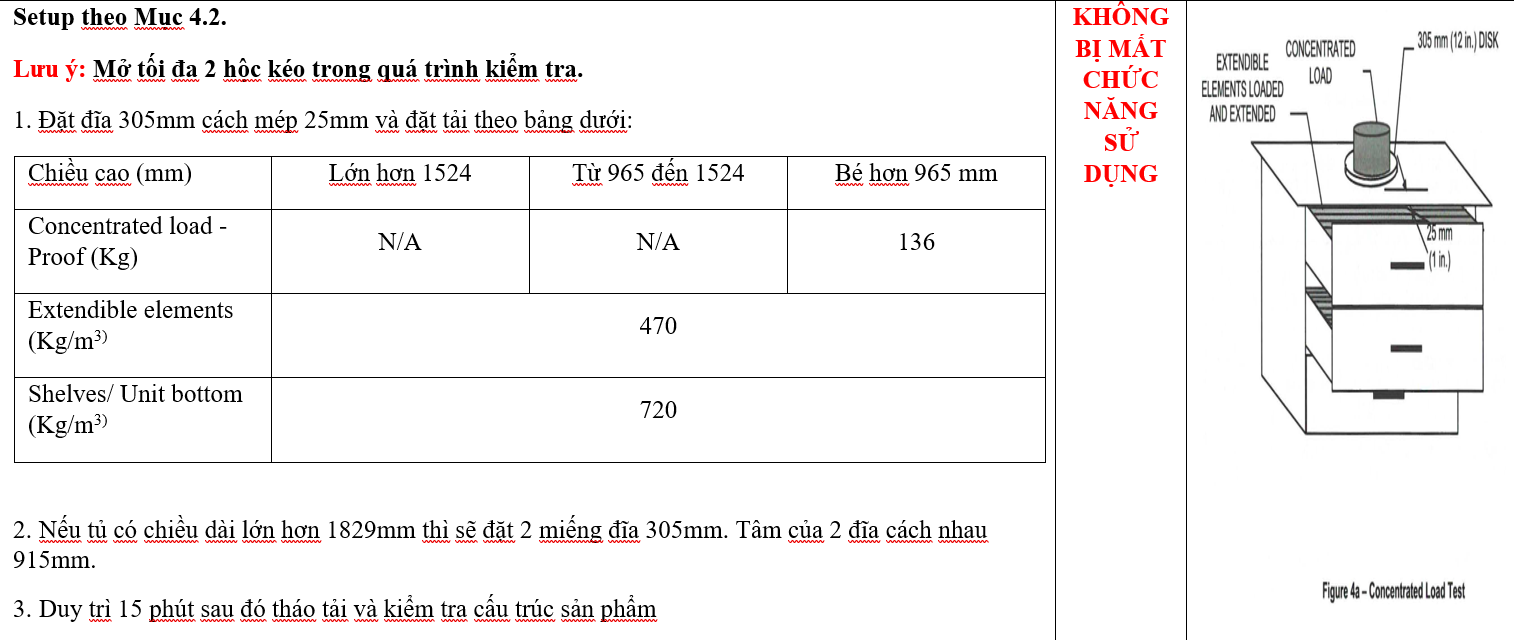 Setup theo Mục 4.2.
Lưu ý: Mở tối đa 2 hộc kéo trong quá trình kiểm tra.
1. Đặt đĩa 305mm cách mép 25mm và đặt tải theo bảng dưới:
Chiều cao (mm)
Lớn hơn 1524
Từ 965 đến 1524
Bé hơn 965 mm
Concentrated load -
Proof (Kg)
N/A
N/A
136
Extendible elements
(Kg/m3)
470
Shelves/ Unit bottom
(Kg/m3)
720
2. Nếu tủ có chiều dài lớn hơn 1829mm thì sẽ đặt 2 miếng đĩa 305mm. Tâm của 2 đĩa cách nhau
915mm.
3. Duy trì 15 phút sau đó tháo tải và kiểm tra cấu trúc sản phẩm
KHÔNG
BỊ MẤT
CHỨC
NĂNG
SỬ
DỤNG
305 mm (12 in.) DISK
CONCENTRATED
LOAD
EXTENDIBLE
ELEMENTS LOADED
AND EXTENDED
25 mm
(1 in.)
Figure 4a – Concentrated Load Test